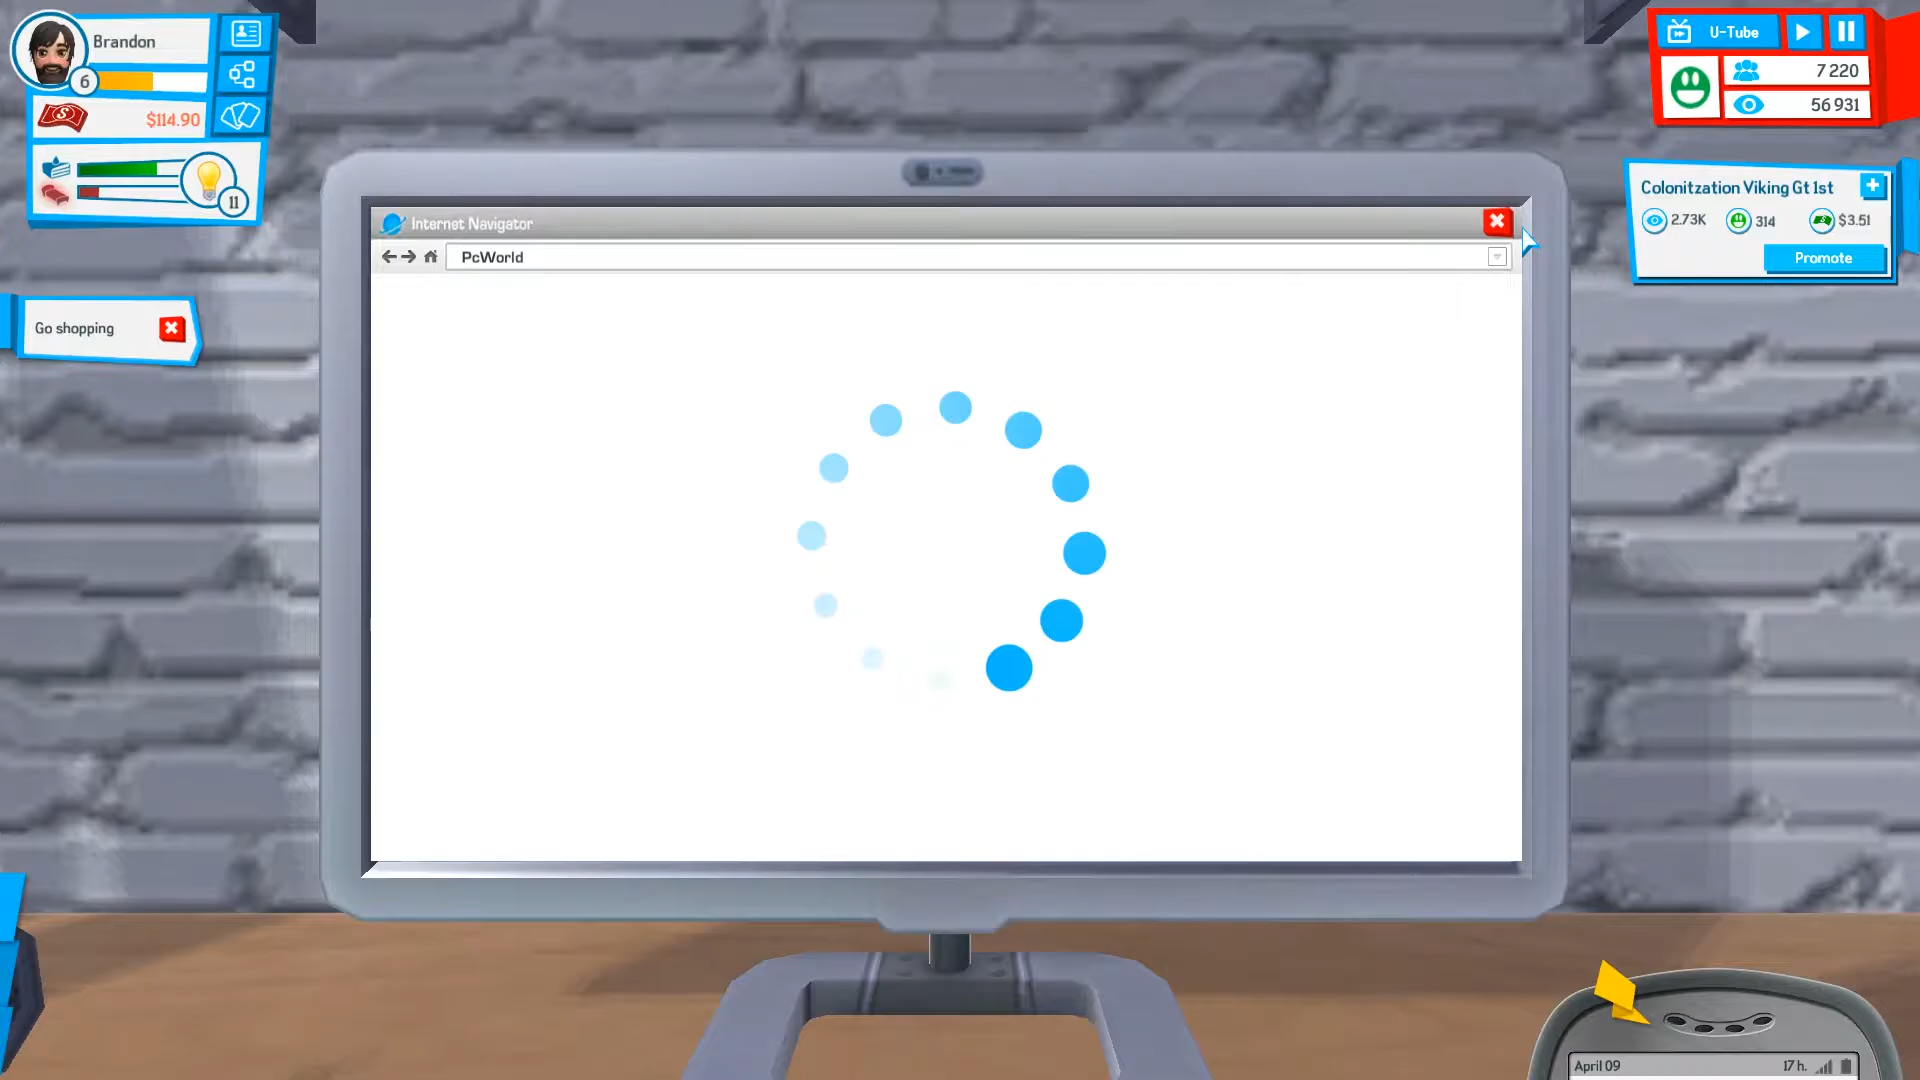 Brandon
6
$114.90
11
Go shopping
Internet Navigator
PcWorld
U-Tube
7 220
56 931
Colonitzation Viking Gt 1st
2.73K
314
$3.51
Promote
April 09
17 h.